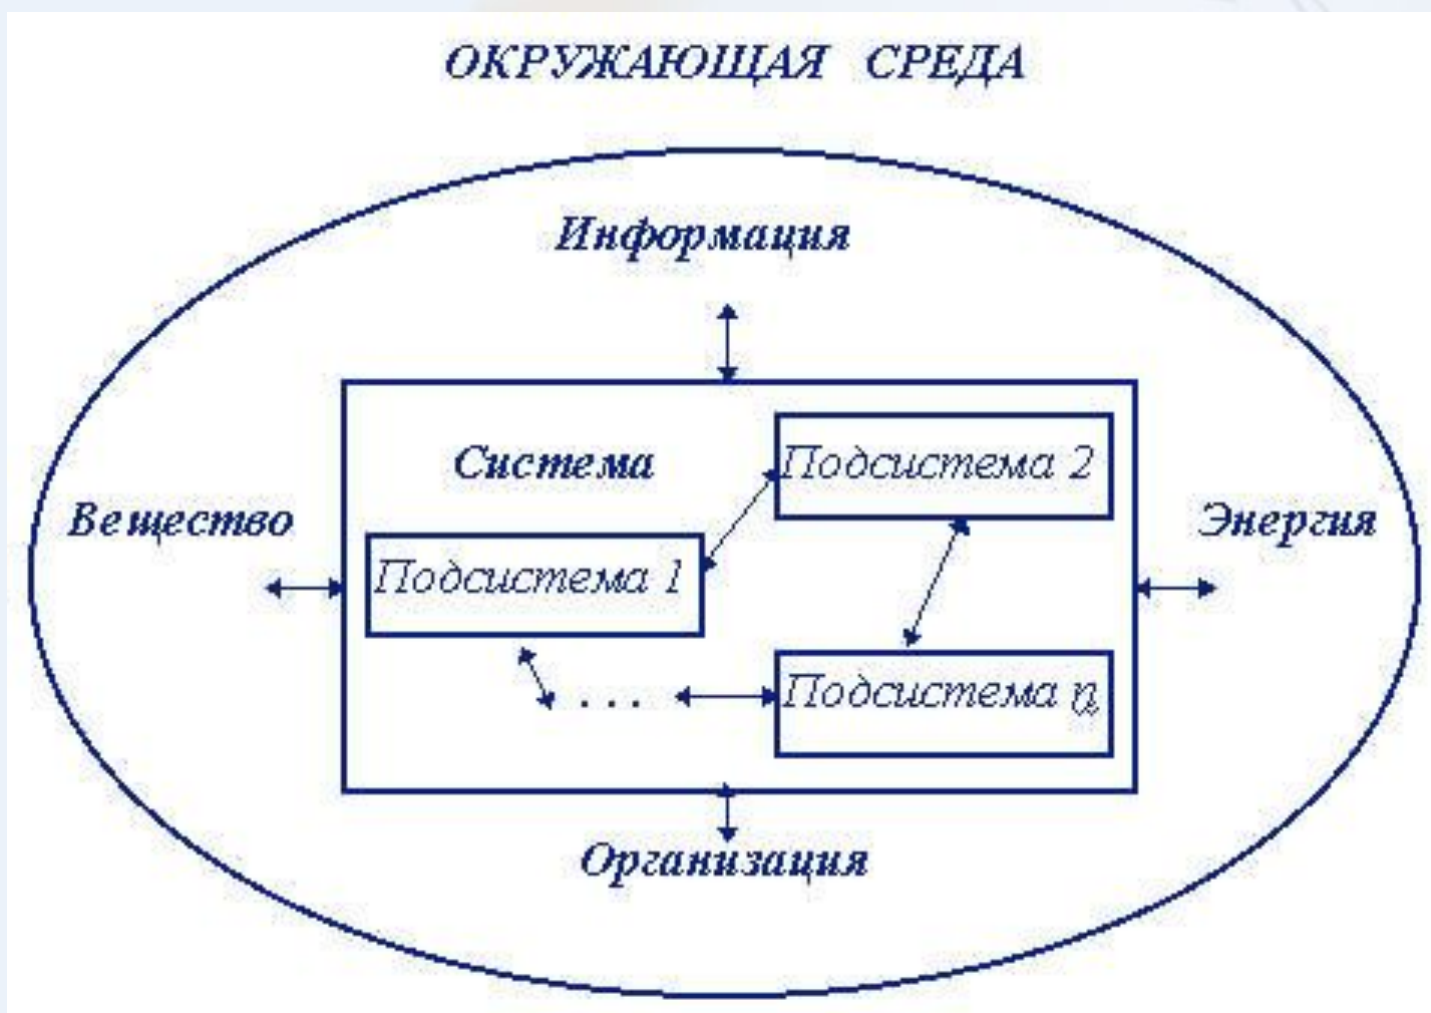 ОКРУЖАЮЩАЯ СРЕДА
Информация
Система
Подсистема 2
Вещество
Энергия
Подсистема 1
. . .
Подсистема n
Организация